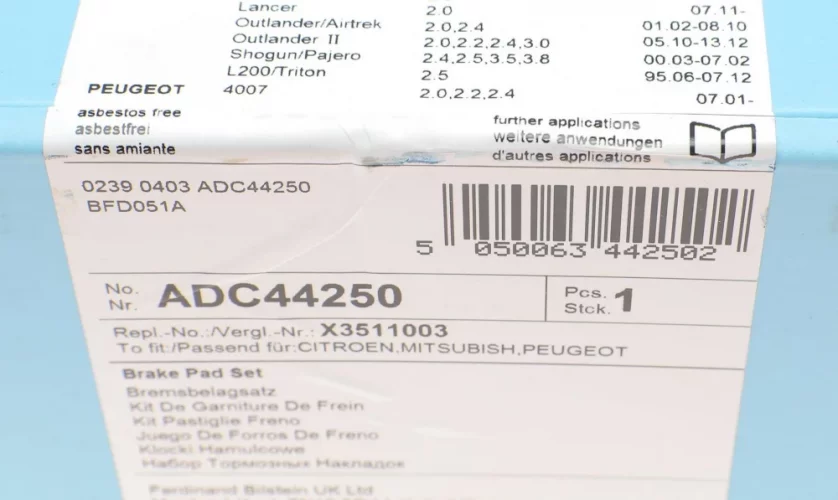 Lancer 2.0 07.11-
Outlander/Airtrek 2.0,2.4 01.02-08.10
Outlander II 2.0,2.2,2.4,3.0 05.10-13.12
Shogun/Pajero 2.4,2.5,3.5,3.8 00.03-07.02
L200/Triton 2.5 95.06-07.12
PEUGEOT 4007 2.0,2.2,2.4 07.01-
asbestos free
asbestfrei
sans amiante
further applications
weitere anwendungen
d'autres applications
0239 0403 ADC44250
BFD051A
5 050063 442502
No. Nr. ADC44250 Pcs. Stck. 1
Repl.-No.:/Vergl.-Nr.: X3511003
To fit:/Passend für:CITROEN,MITSUBISH,PEUGEOT
Brake Pad Set
Bremsbelagsatz
Kit De Garniture De Frein
Kit Pastiglie Freno
Juego De Forros De Freno
Klocki Hamulcowe
Набор Тормозных Накладок
Ferdinand Bilstein UK Ltd